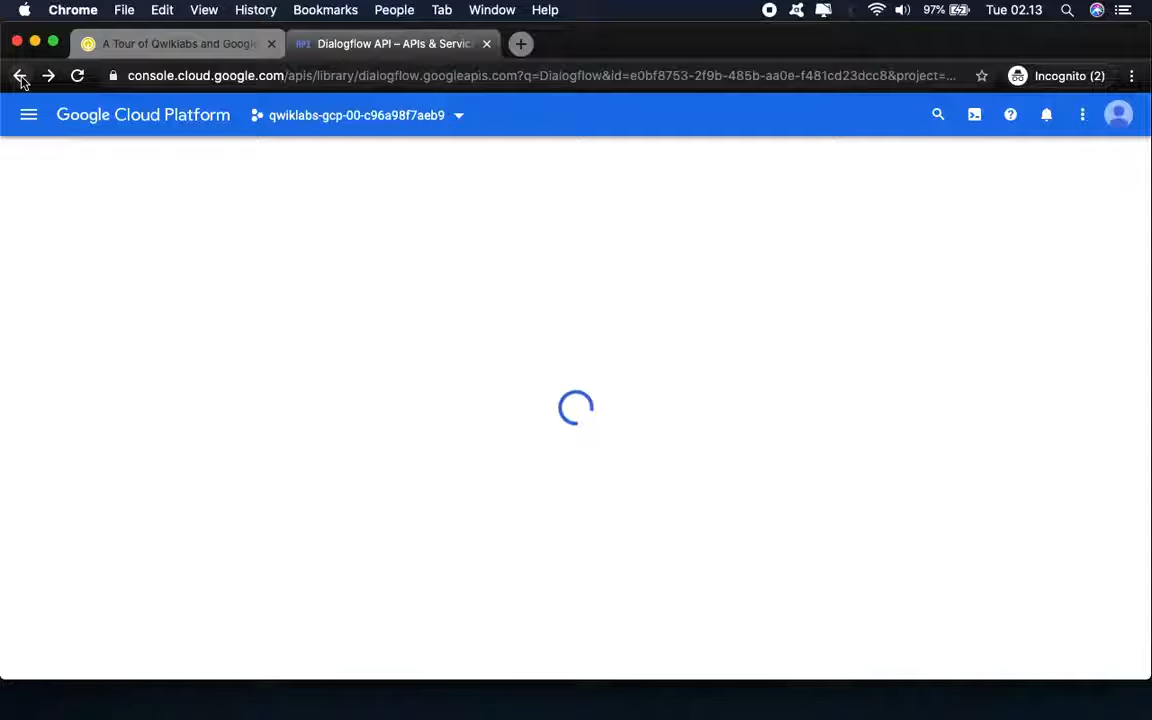 Chrome File Edit View History Bookmarks People Tab Window Help 97% Tue 02.13
A Tour of Qwiklabs and Google API Dialogflow API – APIs & Servic
console.cloud.google.com/apis/library/dialogflow.googleapis.com?q=Dialogflow&id=e0bf8753-2f9b-485b-aa0e-f481cd23dcc8&project=... Incognito (2)
Google Cloud Platform qwiklabs-gcp-00-c96a98f7aeb9